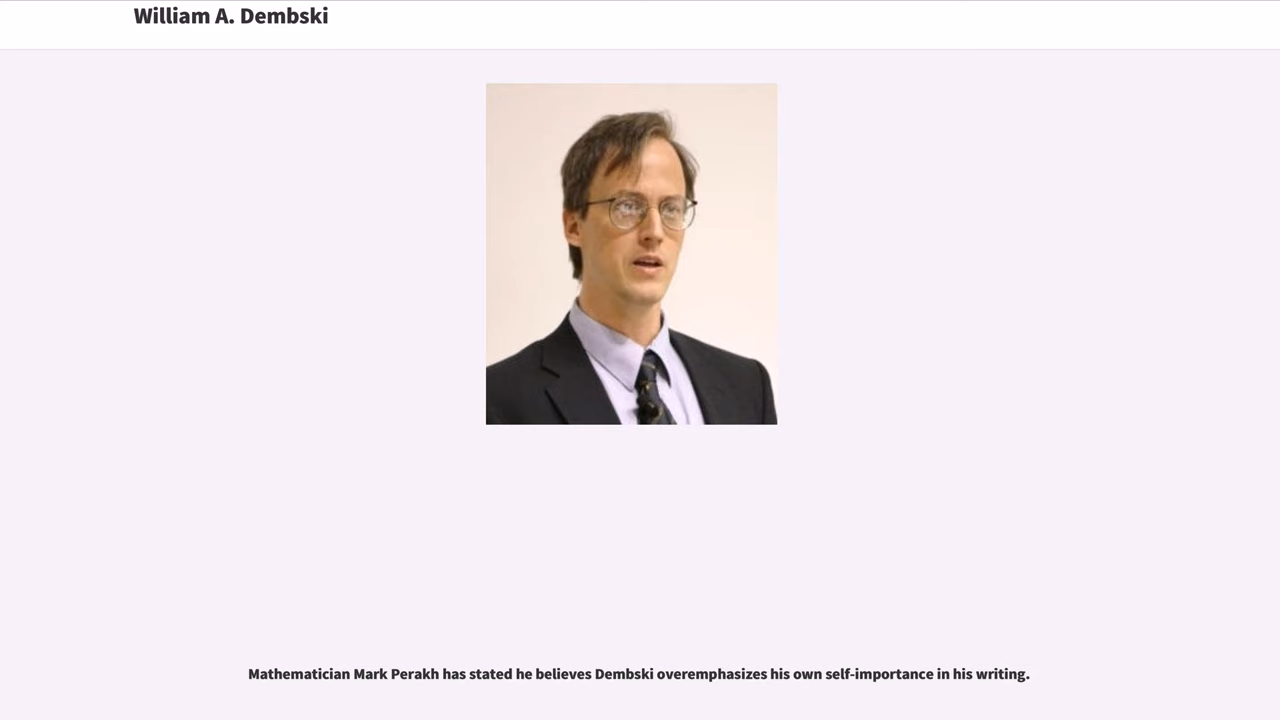 William A. Dembski
Mathematician Mark Perakh has stated he believes Dembski overemphasizes his own self-importance in his writing.